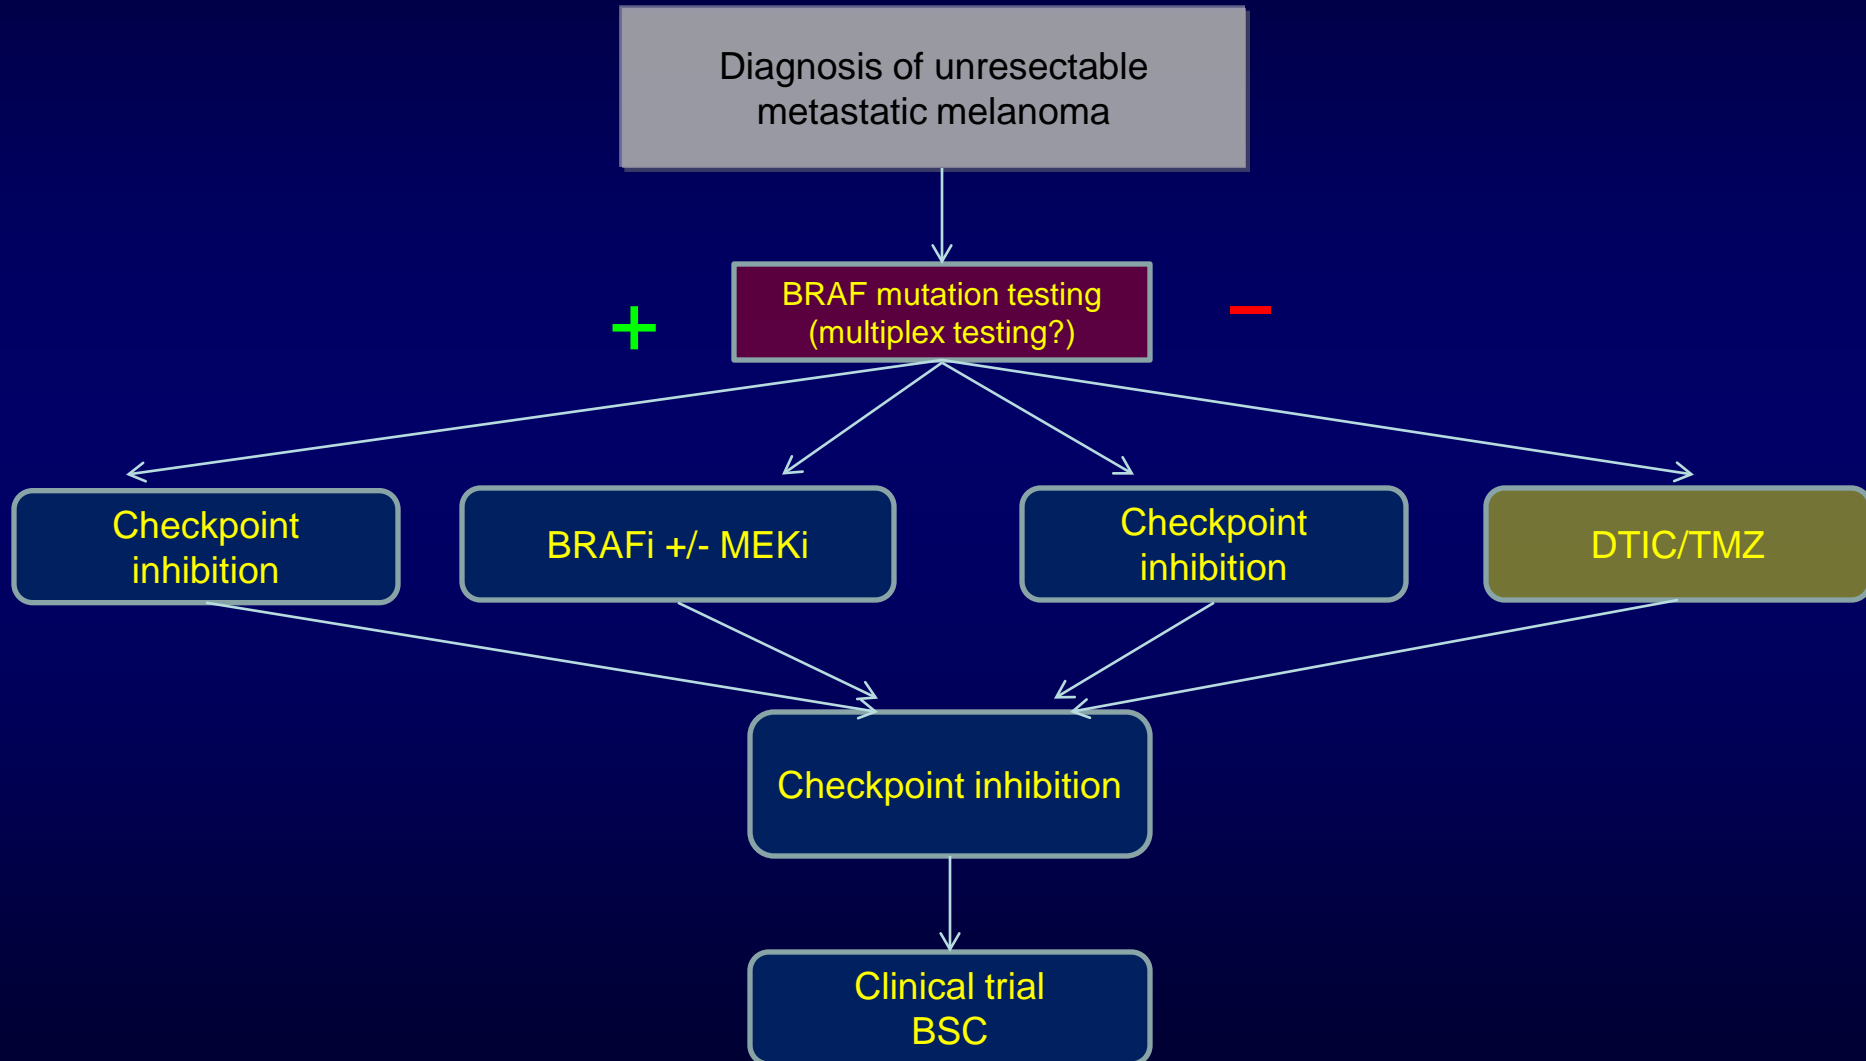 Diagnosis of unresectable
metastatic melanoma
BRAF mutation testing
(multiplex testing?)
+
–
Checkpoint
inhibition
BRAFi +/- MEKi
Checkpoint
inhibition
DTIC/TMZ
Checkpoint inhibition
Clinical trial
BSC